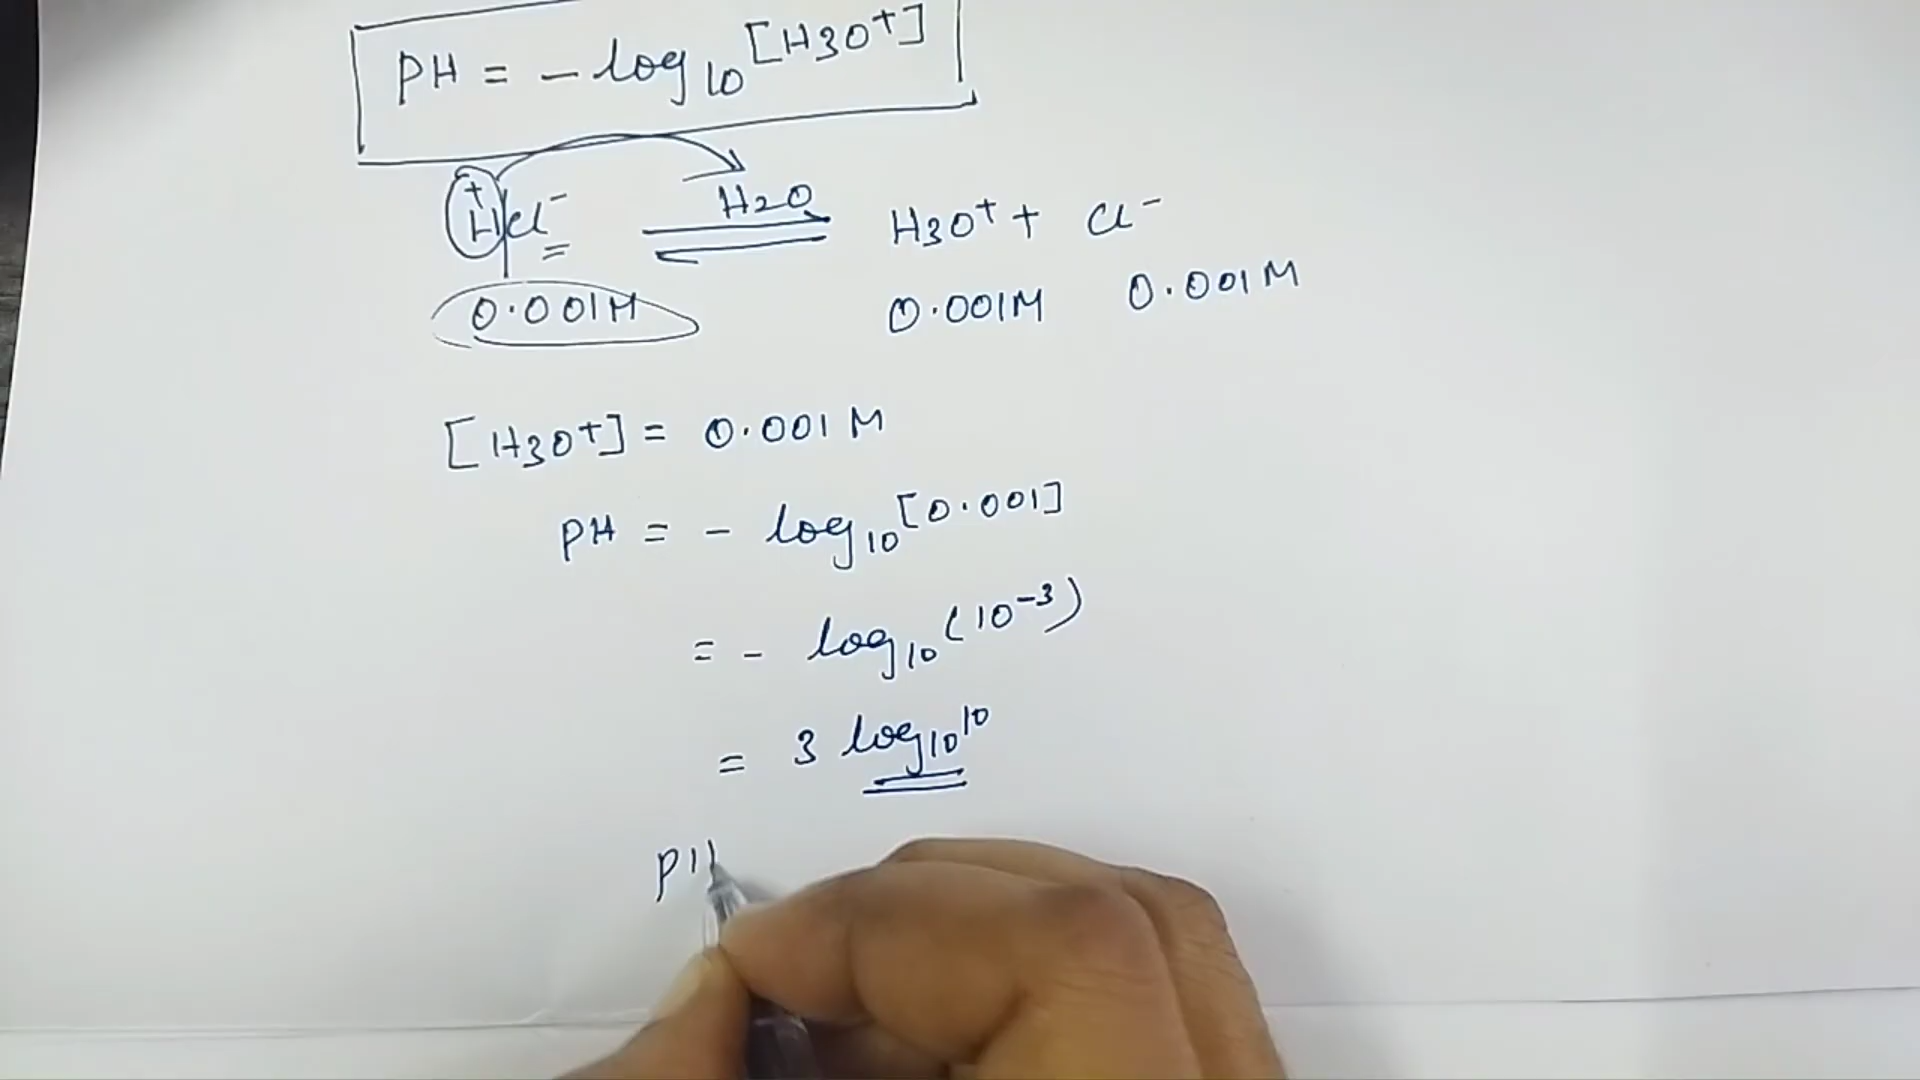 PH = - log10 [H3O+]
H+Cl- ⇌ H2O H3O+ + Cl-
0.001M 0.001M 0.001M
[H3O+] = 0.001 M
PH = - log10 [0.001]
= - log10 (10-3)
= 3 log10 10
PH